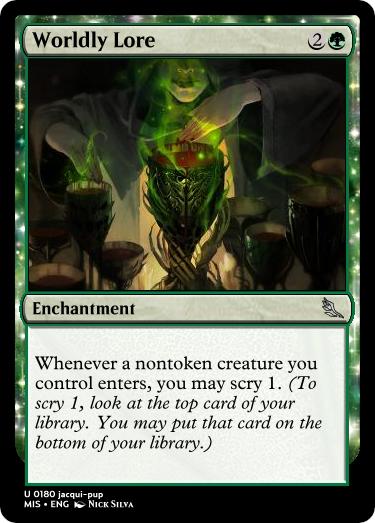 Worldly Lore 2
Enchantment
Whenever a nontoken creature you
control enters, you may scry 1. (To
scry 1, look at the top card of your
library. You may put that card on the
bottom of your library.)
U 0180 jacqui-pup
MIS • ENG Nick Silva